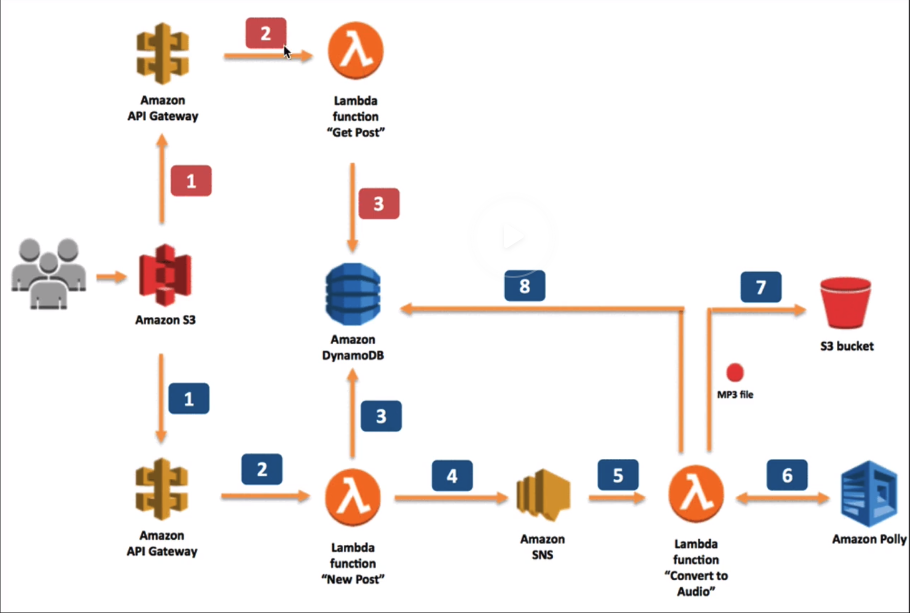 2
Amazon
API Gateway
Lambda
function
“Get Post”
1
3
Amazon S3
Amazon
DynamoDB
8
7
S3 bucket
MP3 file
1
2
3
4
5
6
Amazon
API Gateway
Lambda
function
“New Post”
Amazon
SNS
Lambda
function
“Convert to
Audio”
Amazon Polly